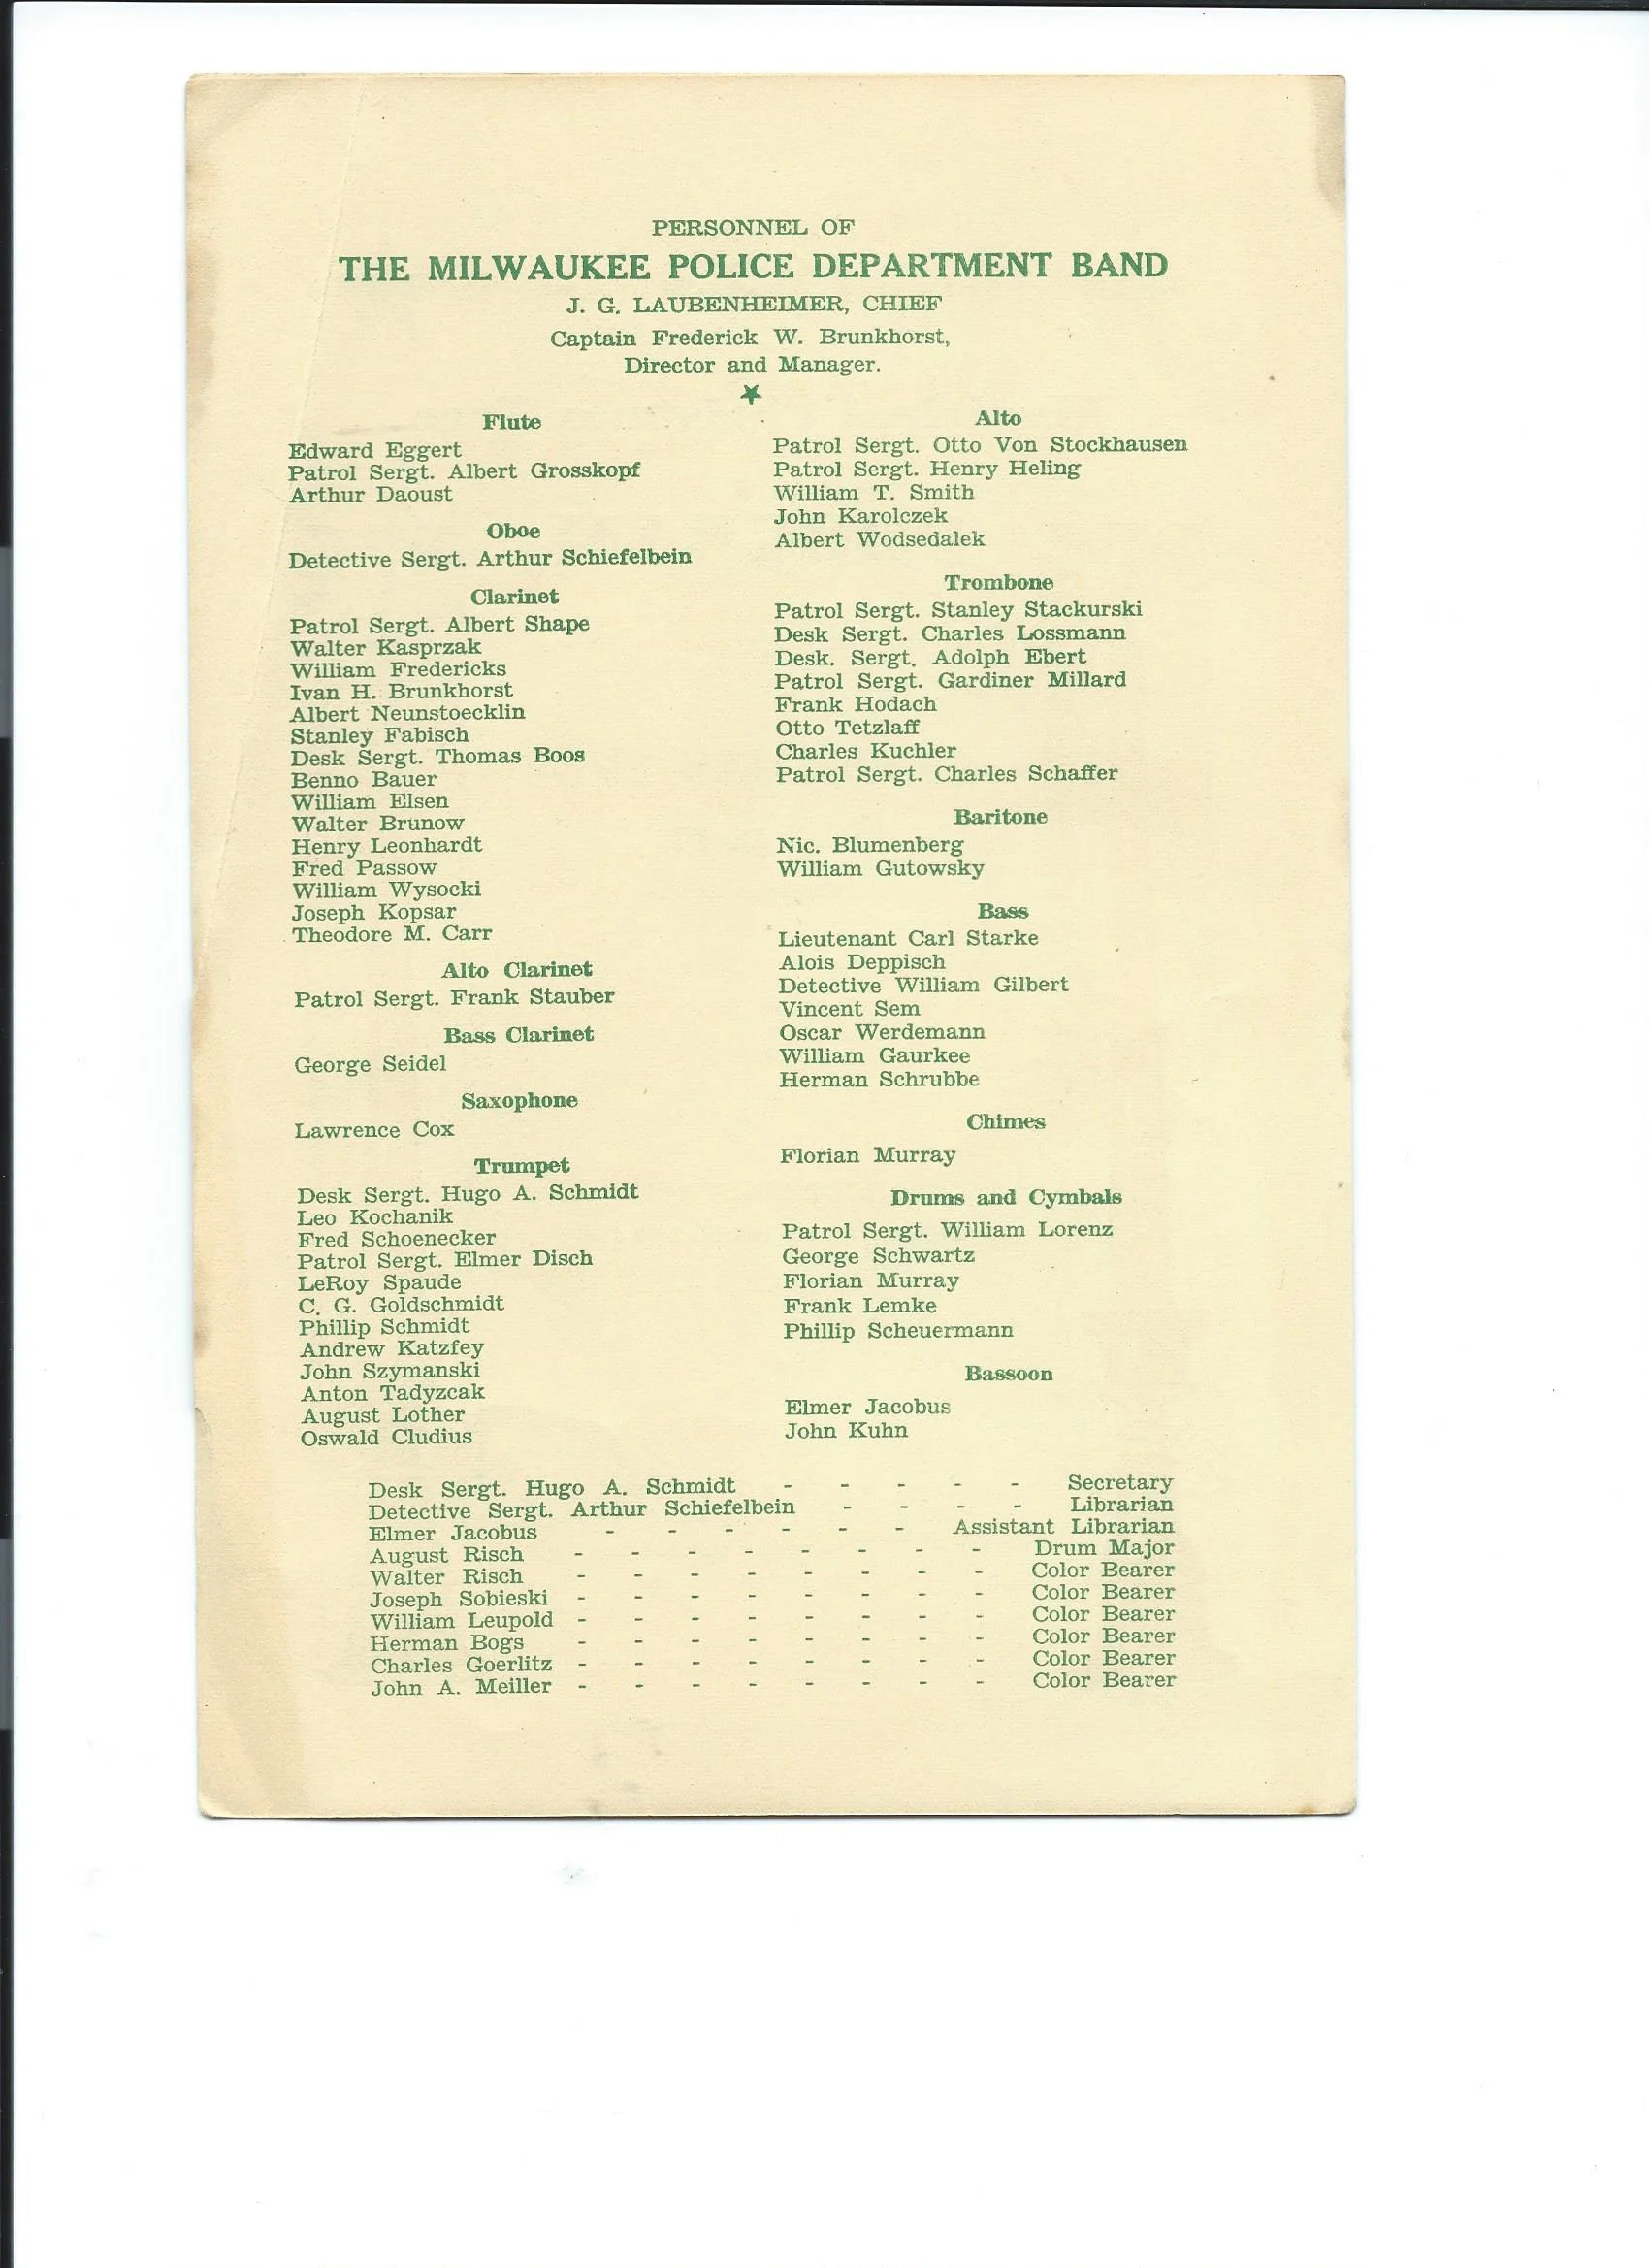 PERSONNEL OF
THE MILWAUKEE POLICE DEPARTMENT BAND
J. G. LAUBENHEIMER, CHIEF
Captain Frederick W. Brunkhorst,
Director and Manager.
Flute
Edward Eggert
Patrol Sergt. Albert Grosskopf
Arthur Daoust
Oboe
Detective Sergt. Arthur Schiefelbein
Clarinet
Patrol Sergt. Albert Shape
Walter Kasprzak
William Fredericks
Ivan H. Brunkhorst
Albert Neunstoecklin
Stanley Fabisch
Desk Sergt. Thomas Boos
Benno Bauer
William Elsen
Walter Brunow
Henry Leonhardt
Fred Passow
William Wysocki
Joseph Kopsar
Theodore M. Carr
Alto Clarinet
Patrol Sergt. Frank Stauber
Bass Clarinet
George Seidel
Saxophone
Lawrence Cox
Trumpet
Desk Sergt. Hugo A. Schmidt
Leo Kochanik
Fred Schoenecker
Patrol Sergt. Elmer Disch
LeRoy Spaude
C. G. Goldschmidt
Phillip Schmidt
Andrew Katzfey
John Szymanski
Anton Tadyzcak
August Lother
Oswald Cludius
Alto
Patrol Sergt. Otto Von Stockhausen
Patrol Sergt. Henry Heling
William T. Smith
John Karolczek
Albert Wodsedalek
Trombone
Patrol Sergt. Stanley Stackurski
Desk Sergt. Charles Lossmann
Desk. Sergt. Adolph Ebert
Patrol Sergt. Gardiner Millard
Frank Hodach
Otto Tetzlaff
Charles Kuchler
Patrol Sergt. Charles Schaffer
Baritone
Nic. Blumenberg
William Gutowsky
Bass
Lieutenant Carl Starke
Alois Deppisch
Detective William Gilbert
Vincent Sem
Oscar Werdemann
William Gaurkee
Herman Schrubbe
Chimes
Florian Murray
Drums and Cymbals
Patrol Sergt. William Lorenz
George Schwartz
Florian Murray
Frank Lemke
Phillip Scheuermann
Bassoon
Elmer Jacobus
John Kuhn
Desk Sergt. Hugo A. Schmidt - - - - - Secretary
Detective Sergt. Arthur Schiefelbein - - - - Librarian
Elmer Jacobus - - - - - - Assistant Librarian
August Risch - - - - - - - - Drum Major
Walter Risch - - - - - - - - Color Bearer
Joseph Sobieski - - - - - - - - Color Bearer
William Leupold - - - - - - - - Color Bearer
Herman Bogs - - - - - - - - Color Bearer
Charles Goerlitz - - - - - - - - Color Bearer
John A. Meiller - - - - - - - - Color Bearer